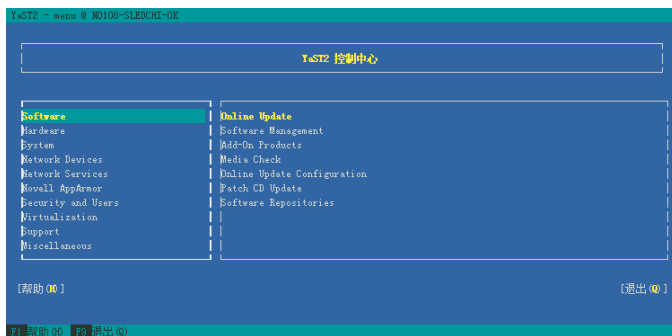 YaST2 - menu @ N0108-SLEDCHI-OK
YaST2 控制中心
Software
Hardware
System
Network Devices
Network Services
Novell AppArmor
Security and Users
Virtualization
Support
Miscellaneous
Online Update
Software Management
Add-On Products
Media Check
Online Update Configuration
Patch CD Update
Software Repositories
[帮助(H)] [退出(Q)]
F1 帮助(H) F9 退出(Q)